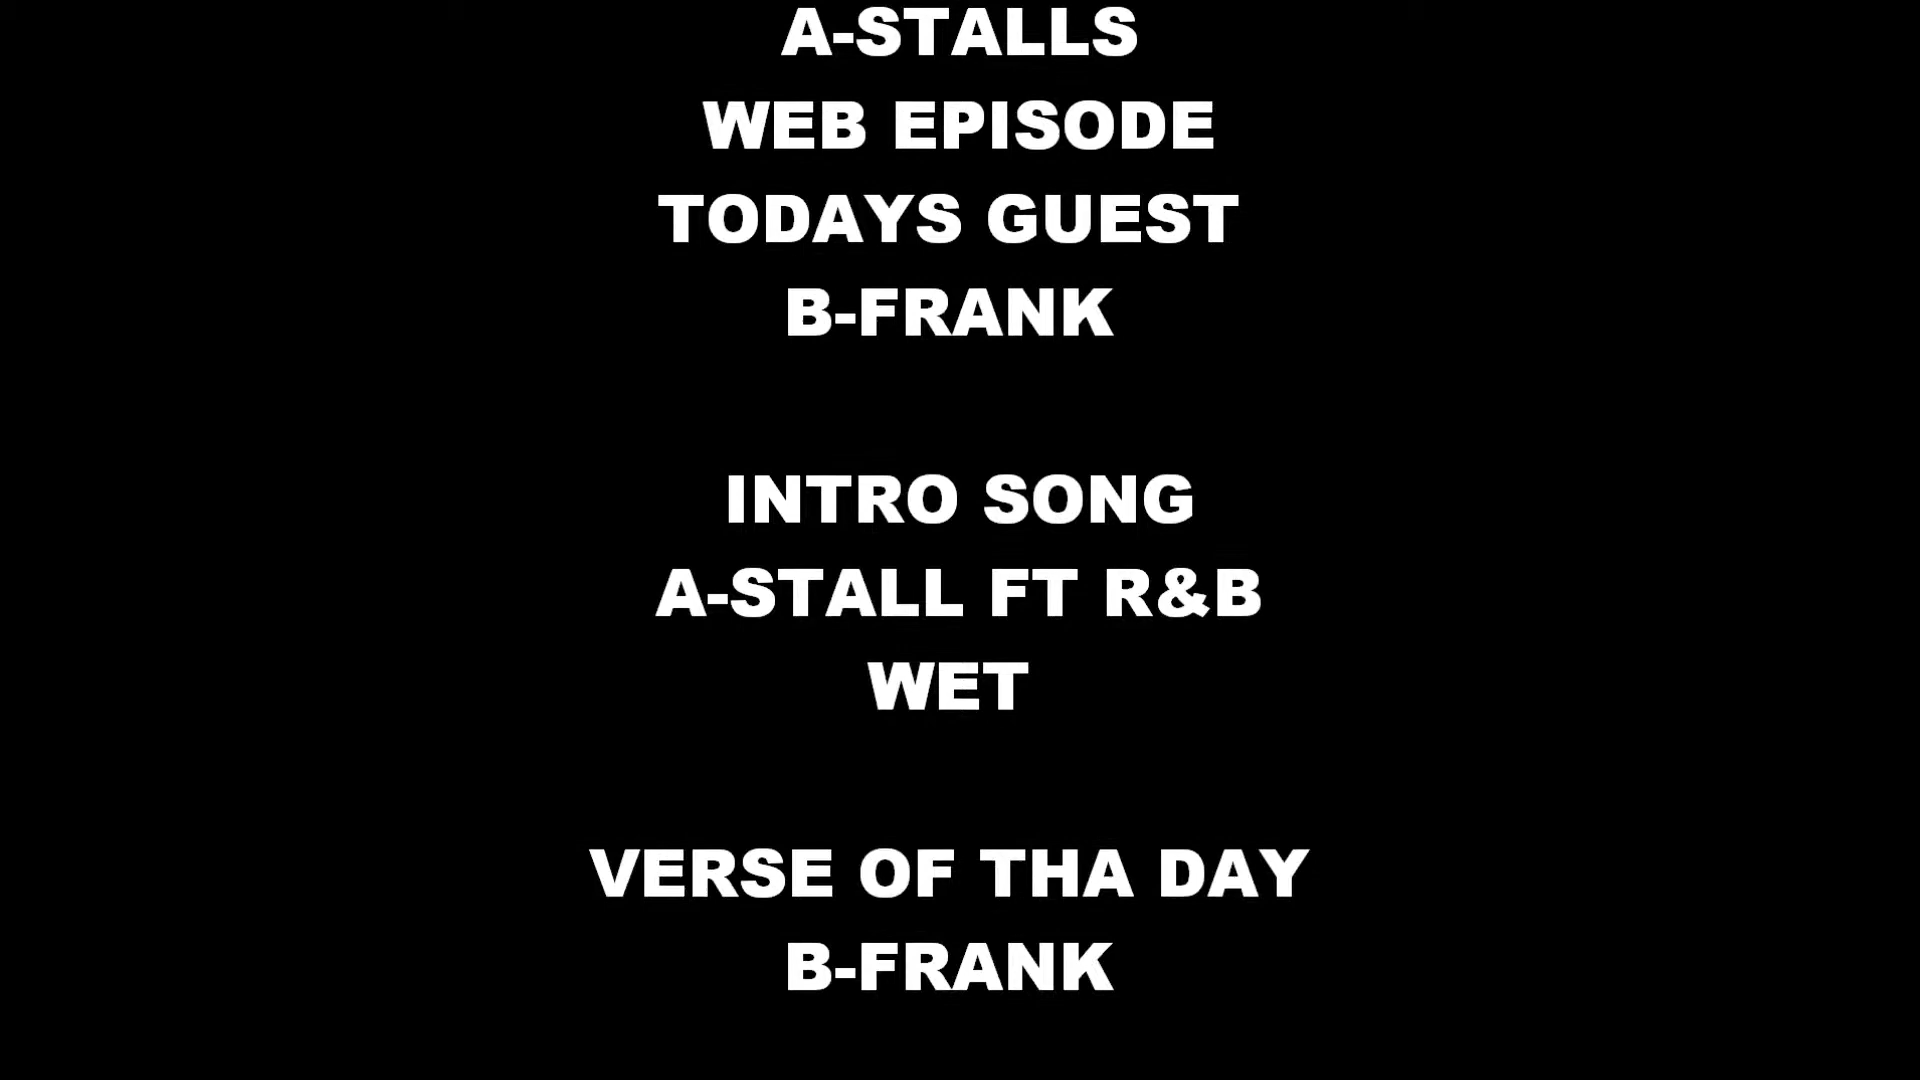 A-STALLS
WEB EPISODE
TODAYS GUEST
B-FRANK
INTRO SONG
A-STALL FT R&B
WET
VERSE OF THA DAY
B-FRANK